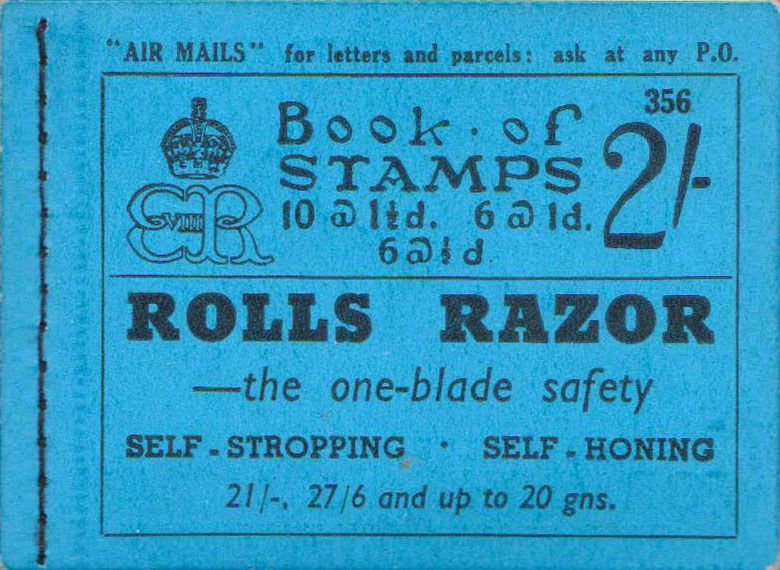 "AIR MAILS" for letters and parcels: ask at any P.O.
356
Book · of
STAMPS
2/-
10 @ 1½d. 6 @ 1d.
6 @ ½d
E VIII R
ROLLS RAZOR
—the one-blade safety
SELF-STROPPING · SELF-HONING
21/-, 27/6 and up to 20 gns.